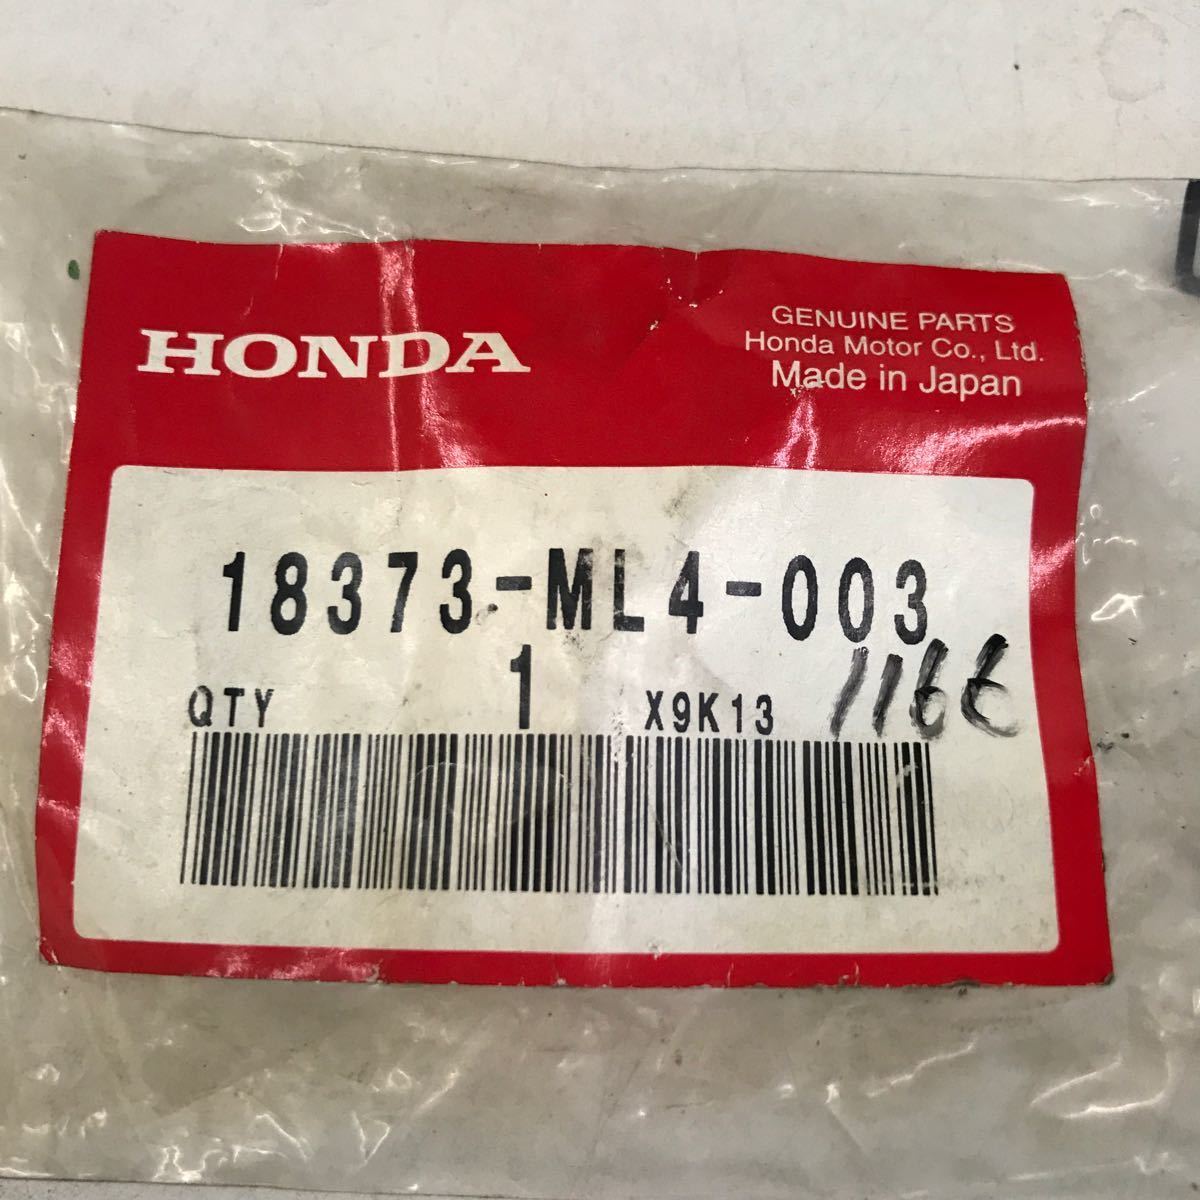 HONDA
GENUINE PARTS
Honda Motor Co., Ltd.
Made in Japan
18373-ML4-003
QTY 1 X9K13